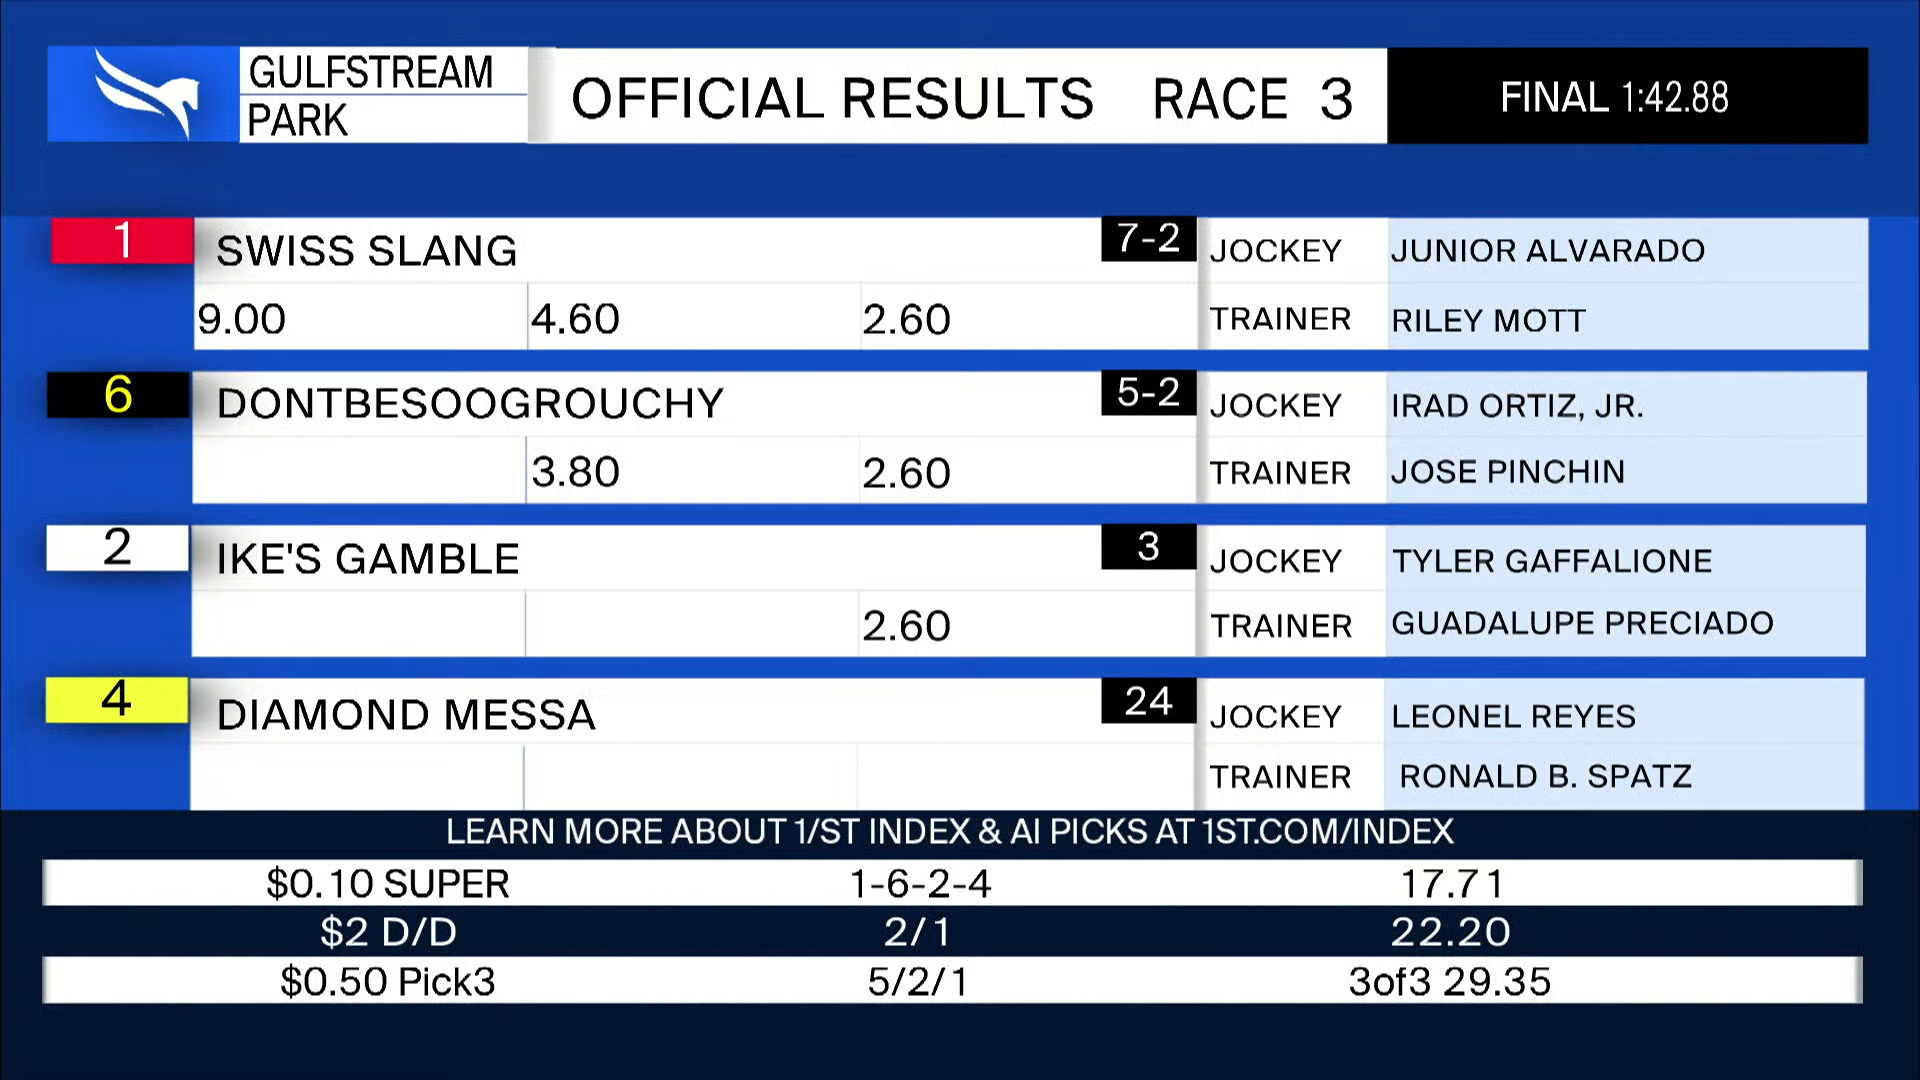 GULFSTREAM
PARK
OFFICIAL RESULTS RACE 3
FINAL 1:42.88
1 SWISS SLANG 7-2 JOCKEY JUNIOR ALVARADO
9.00 4.60 2.60 TRAINER RILEY MOTT
6 DONTBESOOGROUCHY 5-2 JOCKEY IRAD ORTIZ, JR.
3.80 2.60 TRAINER JOSE PINCHIN
2 IKE'S GAMBLE 3 JOCKEY TYLER GAFFALIONE
2.60 TRAINER GUADALUPE PRECIADO
4 DIAMOND MESSA 24 JOCKEY LEONEL REYES
TRAINER RONALD B. SPATZ
LEARN MORE ABOUT 1/ST INDEX & AI PICKS AT 1ST.COM/INDEX
$0.10 SUPER 1-6-2-4 17.71
$2 D/D 2/1 22.20
$0.50 Pick3 5/2/1 3of3 29.35